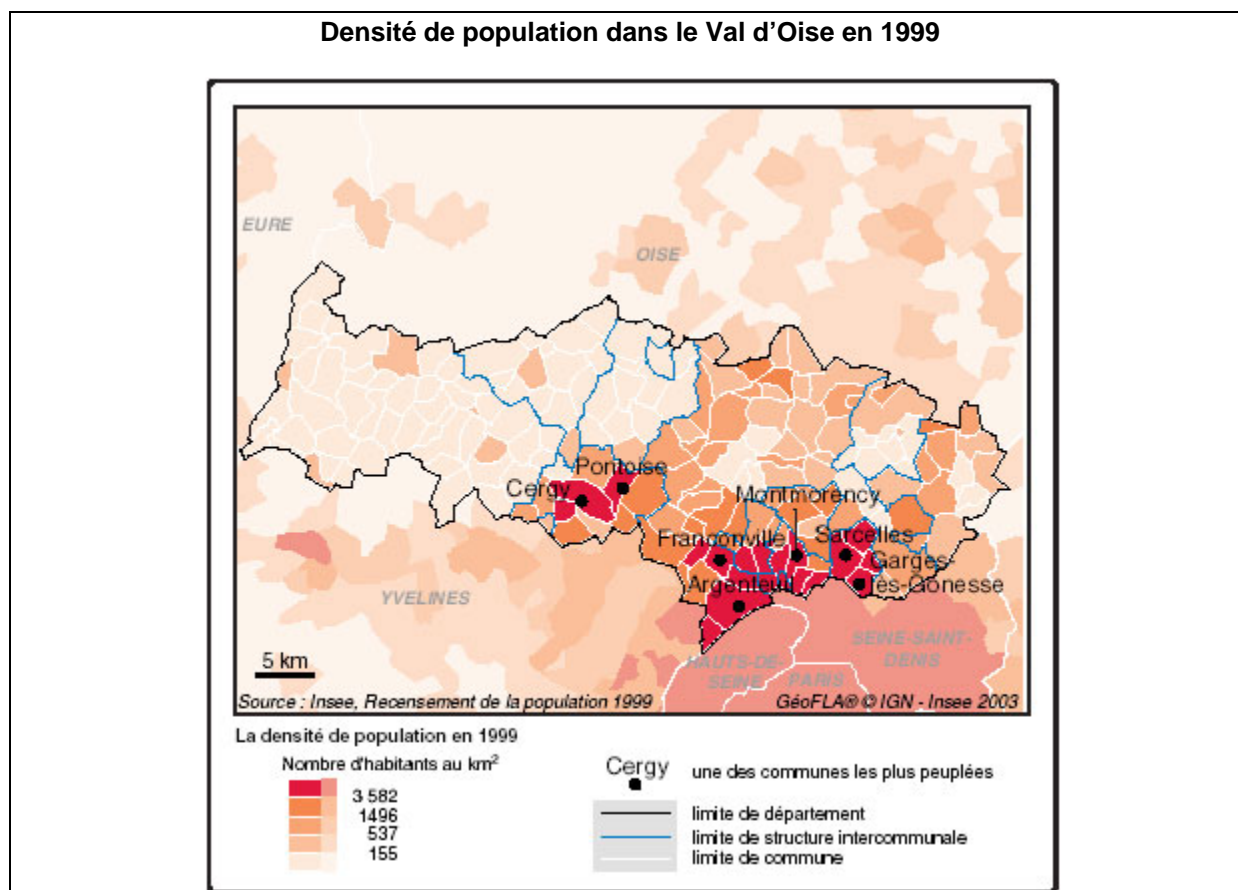 Densité de population dans le Val d’Oise en 1999
EURE
OISE
Pontoise
Cergy
Montmorency
Franconville
Sarcelles
Garges-
lès-Gonesse
Argenteuil
YVELINES
SEINE-SAINT-
DENIS
HAUTS-DE-
SEINE
PARIS
5 km
Source : Insee, Recensement de la population 1999
GéoFLA® © IGN - Insee 2003
La densité de population en 1999
Nombre d'habitants au km²
3 582
1496
537
155
Cergy
une des communes les plus peuplées
limite de département
limite de structure intercommunale
limite de commune